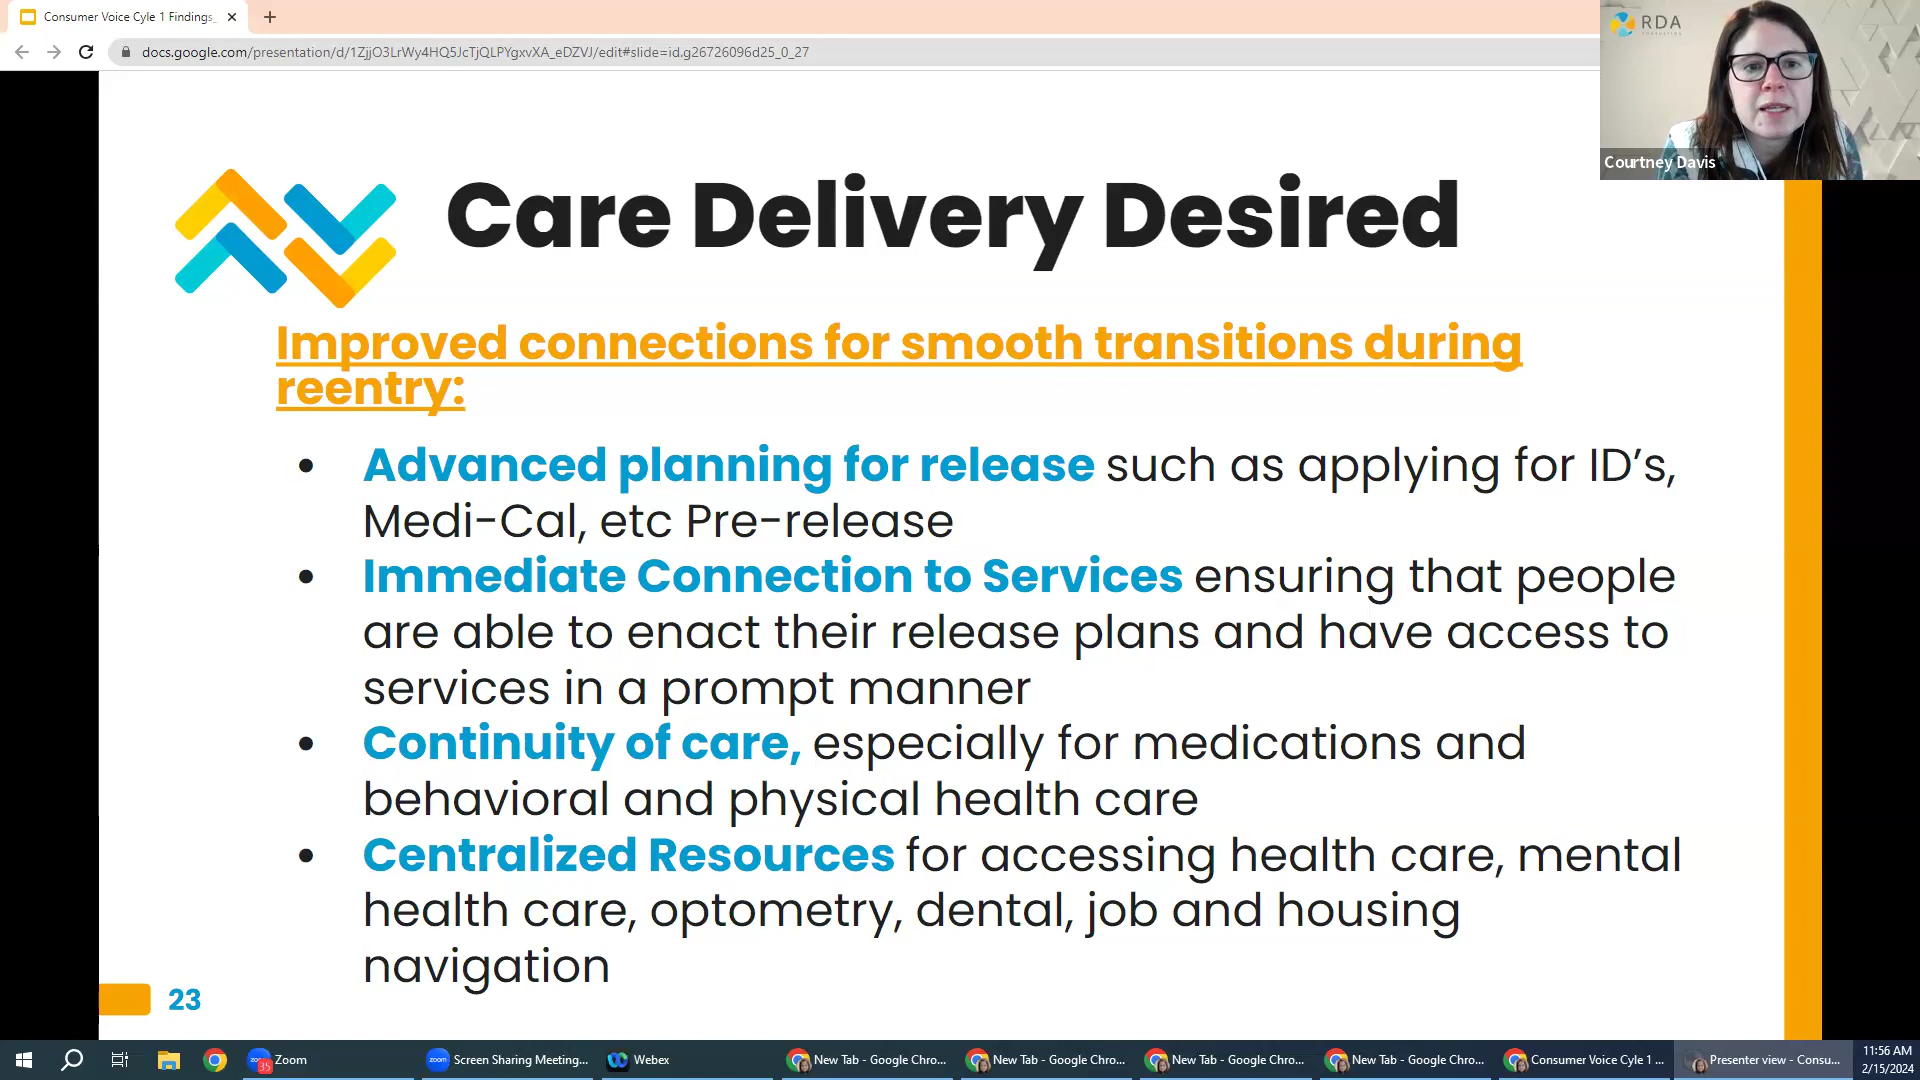 Consumer Voice Cyle 1 Findings_
docs.google.com/presentation/d/1ZjjO3LrWy4HQ5JcTjQLPYgxvXA_eDZVJ/edit#slide=id.g26726096d25_0_27
RDA
CONSULTING
Courtney Davis
Care Delivery Desired
Improved connections for smooth transitions during
reentry:
• Advanced planning for release such as applying for ID’s,
Medi-Cal, etc Pre-release
• Immediate Connection to Services ensuring that people
are able to enact their release plans and have access to
services in a prompt manner
• Continuity of care, especially for medications and
behavioral and physical health care
• Centralized Resources for accessing health care, mental
health care, optometry, dental, job and housing
navigation
23
zoom 35 Zoom
zoom Screen Sharing Meeting...
Webex
New Tab - Google Chro...
New Tab - Google Chro...
New Tab - Google Chro...
New Tab - Google Chro...
Consumer Voice Cyle 1 ...
Presenter view - Consu...
11:56 AM
2/15/2024